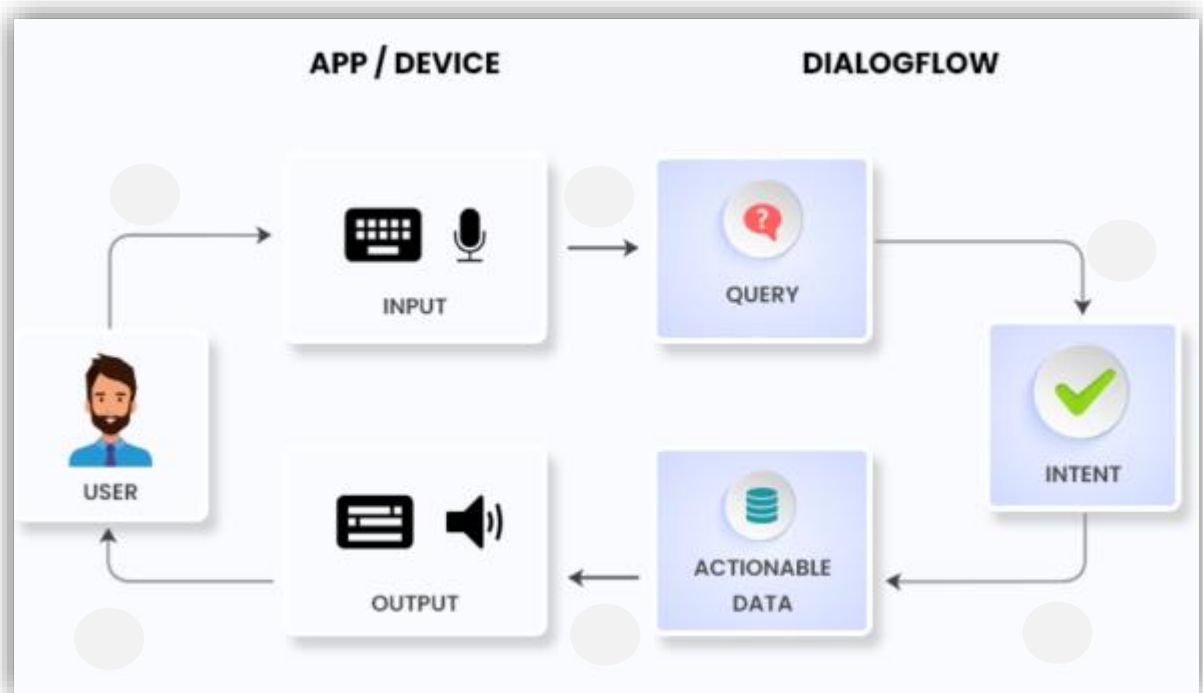 APP / DEVICE
DIALOGFLOW
?
INPUT
QUERY
USER
INTENT
OUTPUT
ACTIONABLE
DATA